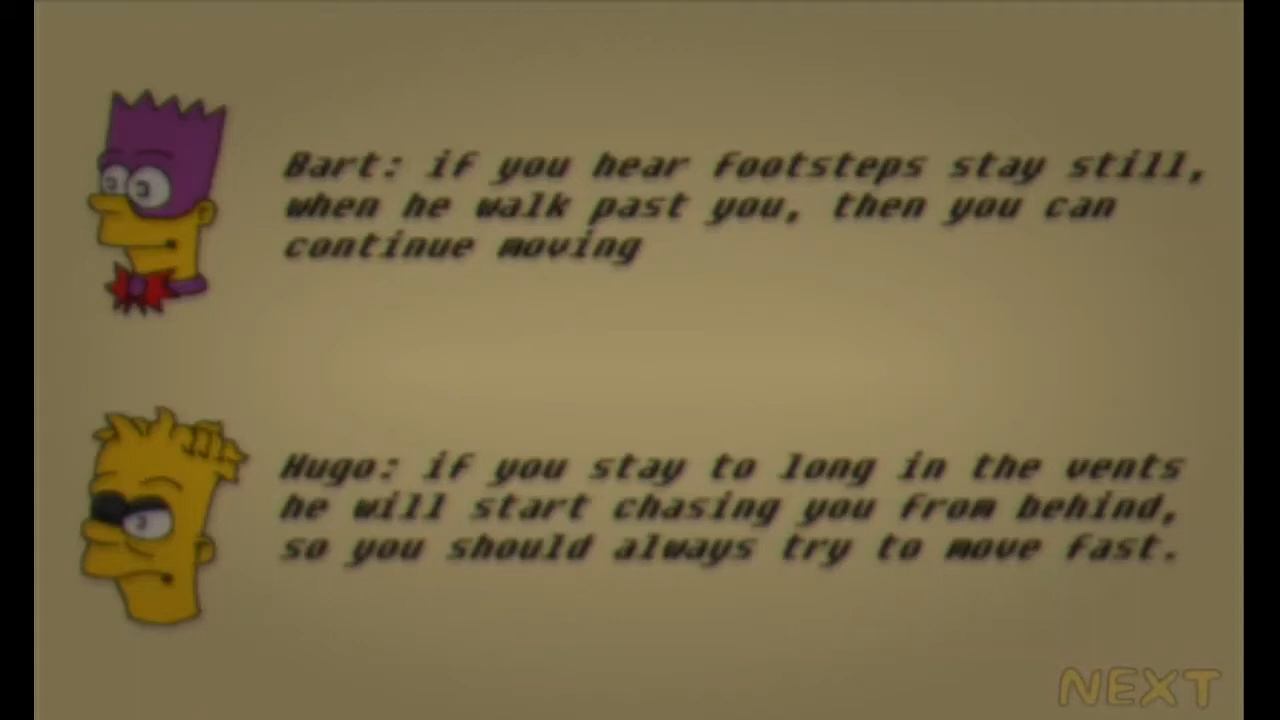 Bart: if you hear footsteps stay still,
when he walk past you, then you can
continue moving
Hugo: if you stay to long in the vents
he will start chasing you from behind,
so you should always try to move fast.
NEXT